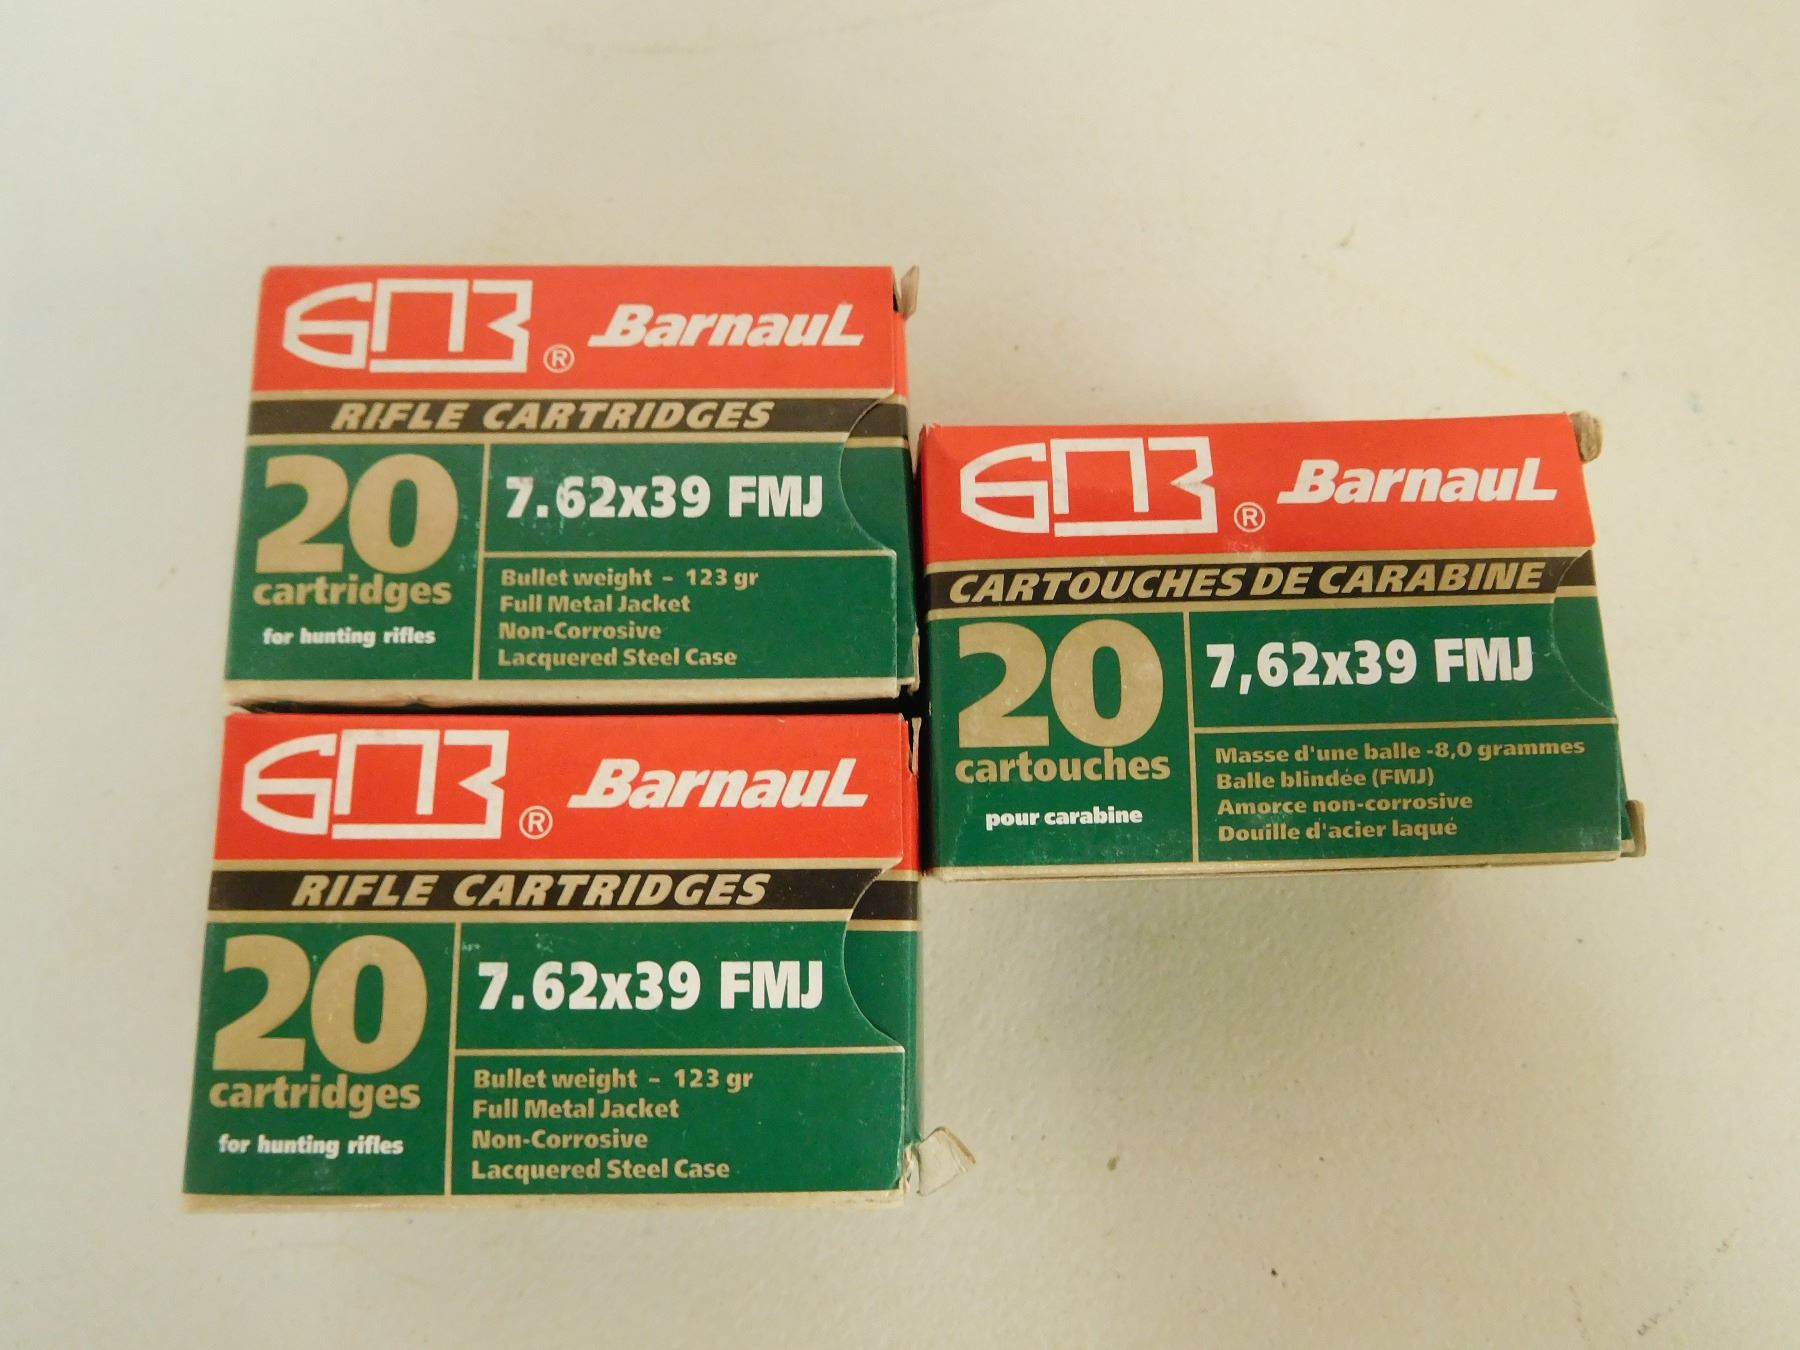 БПЗ ® BarnauL
RIFLE CARTRIDGES
20
cartridges
for hunting rifles
7.62x39 FMJ
Bullet weight – 123 gr
Full Metal Jacket
Non-Corrosive
Lacquered Steel Case
БПЗ ® BarnauL
CARTOUCHES DE CARABINE
20
cartouches
pour carabine
7,62x39 FMJ
Masse d'une balle -8,0 grammes
Balle blindée (FMJ)
Amorce non-corrosive
Douille d'acier laqué
БПЗ ® BarnauL
RIFLE CARTRIDGES
20
cartridges
for hunting rifles
7.62x39 FMJ
Bullet weight – 123 gr
Full Metal Jacket
Non-Corrosive
Lacquered Steel Case